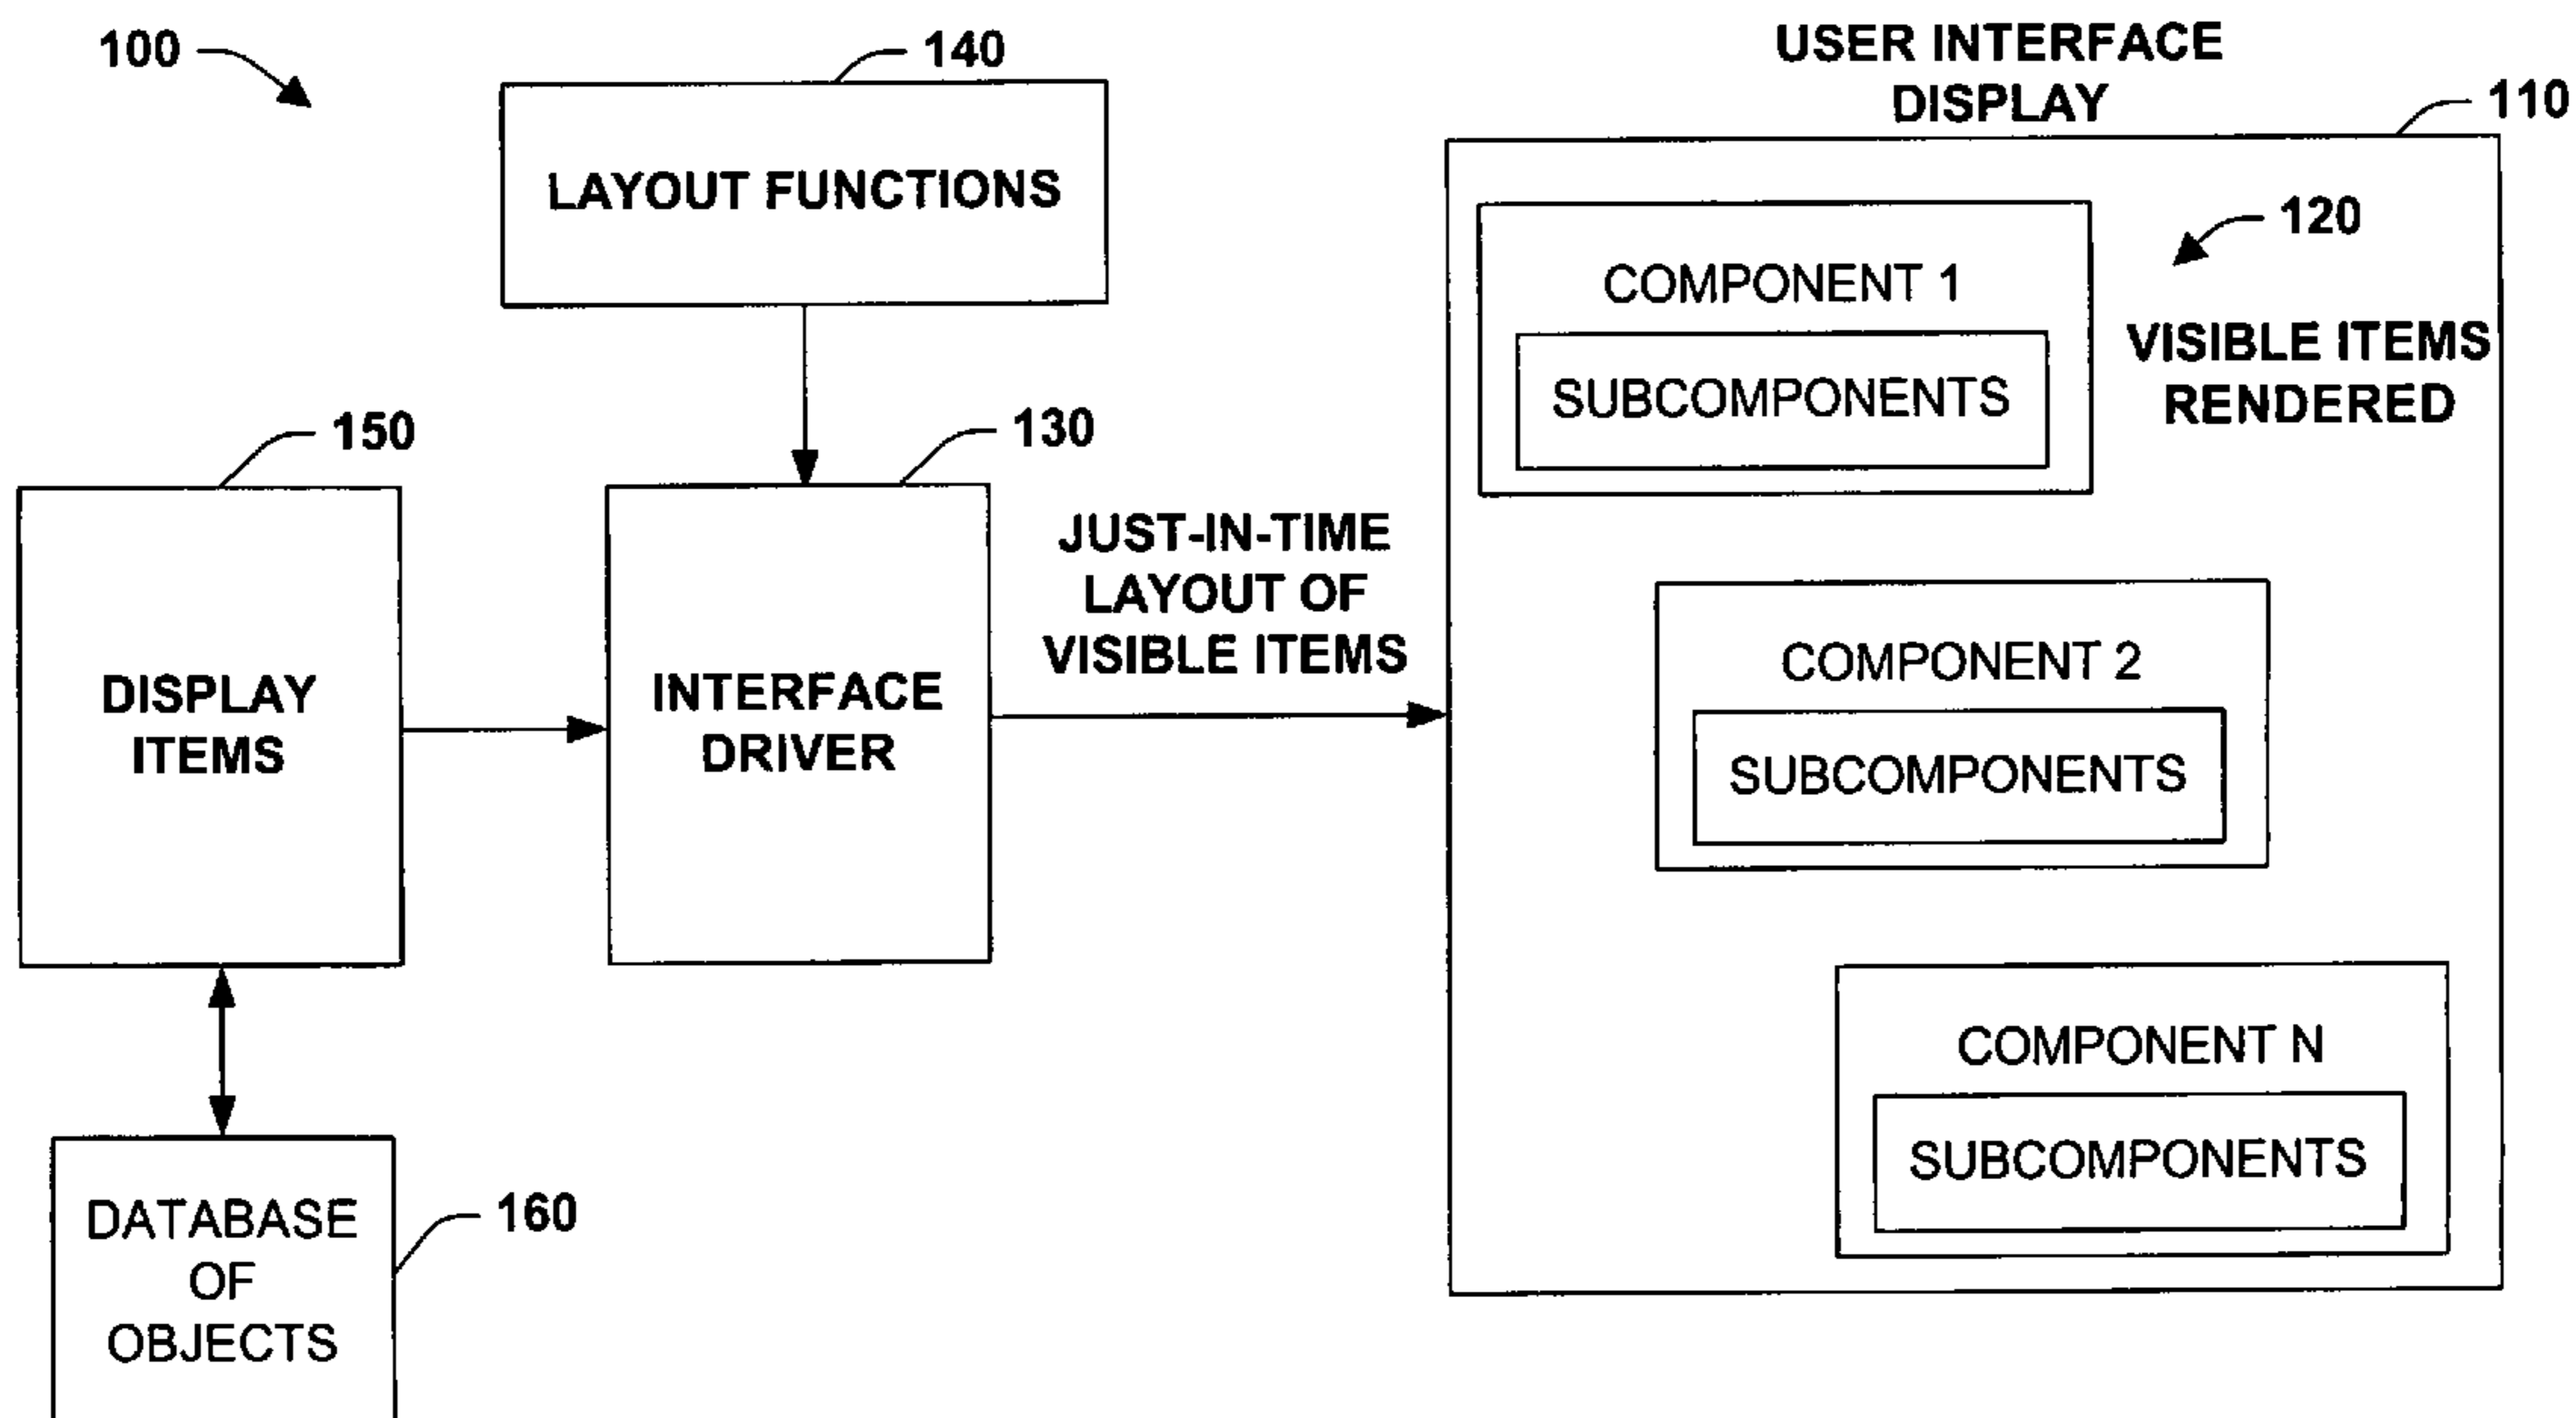 100
140
LAYOUT FUNCTIONS
USER INTERFACE
DISPLAY
110
120
COMPONENT 1
SUBCOMPONENTS
VISIBLE ITEMS
RENDERED
150
DISPLAY
ITEMS
130
INTERFACE
DRIVER
JUST-IN-TIME
LAYOUT OF
VISIBLE ITEMS
COMPONENT 2
SUBCOMPONENTS
COMPONENT N
SUBCOMPONENTS
DATABASE
OF
OBJECTS
160